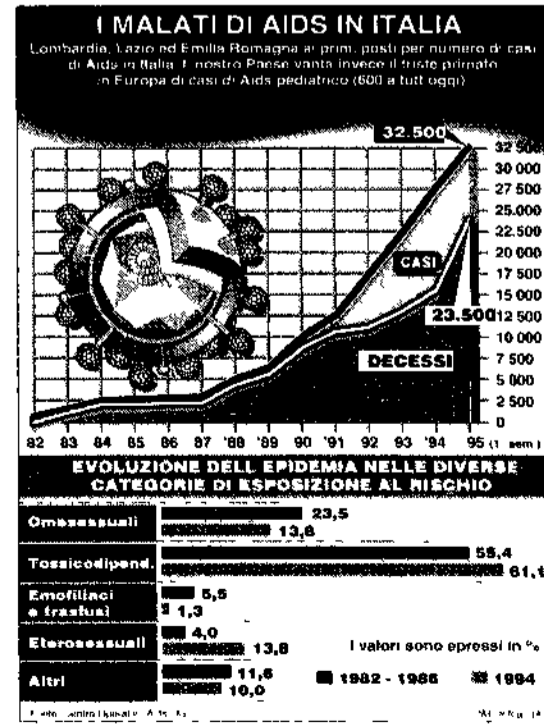 I MALATI DI AIDS IN ITALIA
Lombardia, Lazio ed Emilia Romagna ai primi posti per numero di casi
di Aids in Italia. Il nostro Paese vanta invece il triste primato
in Europa di casi di Aids pediatrico (600 a tutt oggi)
32.500
32 500
30 000
27 500
25.000
22 500
20 000
CASI
17 500
15 000
23.500
12 500
10 000
DECESSI
7 500
5 000
2 500
0
82 83 84 85 86 87 88 '89 '90 '91 92 '93 '94 '95 (1 sem)
EVOLUZIONE DELL EPIDEMIA NELLE DIVERSE
CATEGORIE DI ESPOSIZIONE AL RISCHIO
Omosessuali
23,5
13,8
Tossicodipend.
58,4
61,1
Emofiliaci
e trasfusi
1,3
Eterosessuali
4,0
13,8
I valori sono epressi in %
Altri
10,0
1982 - 1986
1994